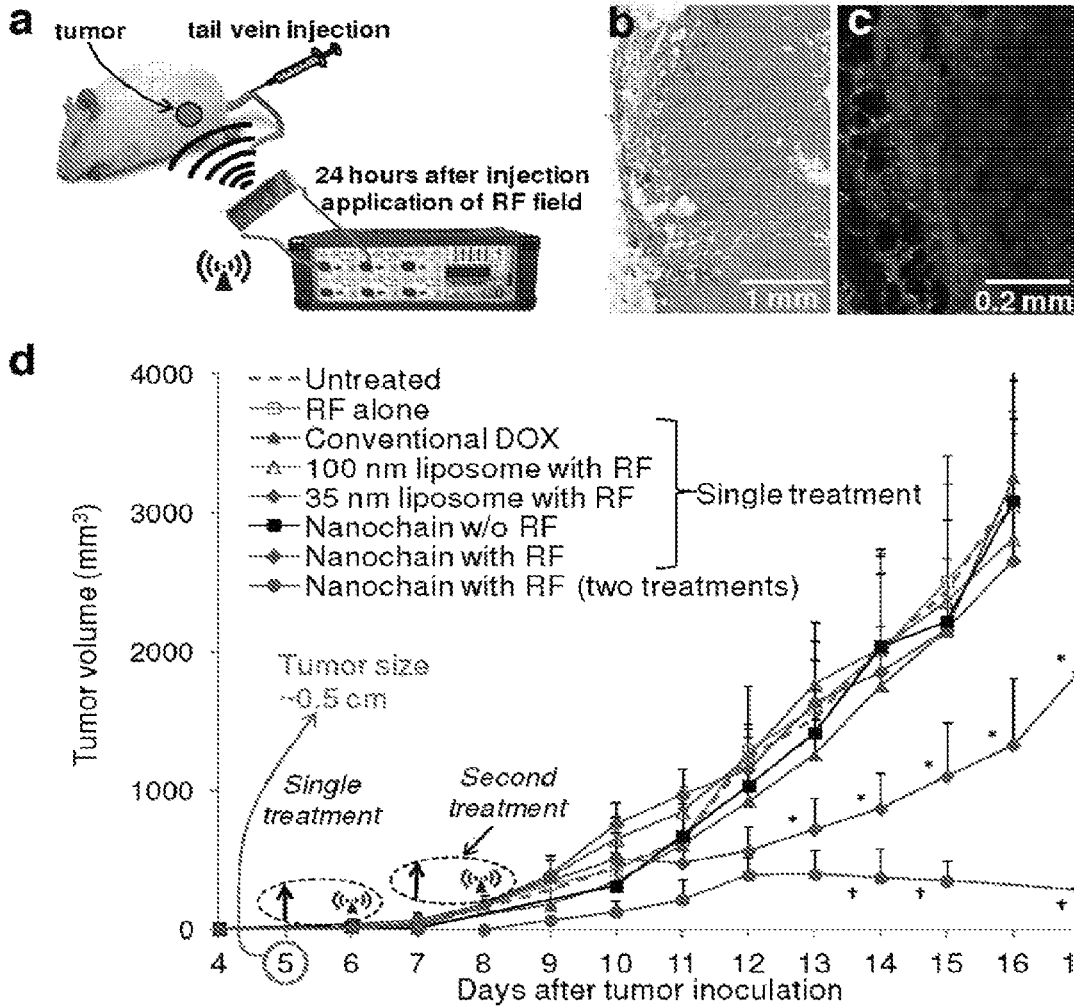 a
tumor
tail vein injection
24 hours after injection
application of RF field
b
1 mm
c
0.2 mm
d
Tumor volume (mm³)
4000
3000
2000
1000
0
Untreated
RF alone
Conventional DOX
100 nm liposome with RF
35 nm liposome with RF
Nanochain w/o RF
Nanochain with RF
Nanochain with RF (two treatments)
Single treatment
Tumor size
~0.5 cm
Single
treatment
Second
treatment
* * * * *
† † †
4 5 6 7 8 9 10 11 12 13 14 15 16 1
Days after tumor inoculation